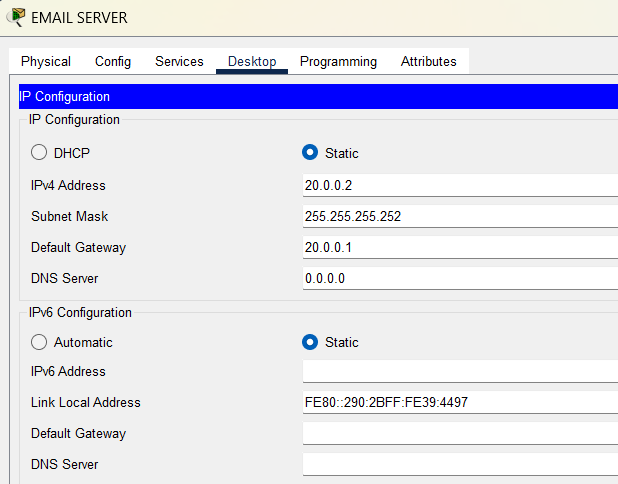 EMAIL SERVER
Physical Config Services Desktop Programming Attributes
IP Configuration
IP Configuration
DHCP Static
IPv4 Address 20.0.0.2
Subnet Mask 255.255.255.252
Default Gateway 20.0.0.1
DNS Server 0.0.0.0
IPv6 Configuration
Automatic Static
IPv6 Address
Link Local Address FE80::290:2BFF:FE39:4497
Default Gateway
DNS Server